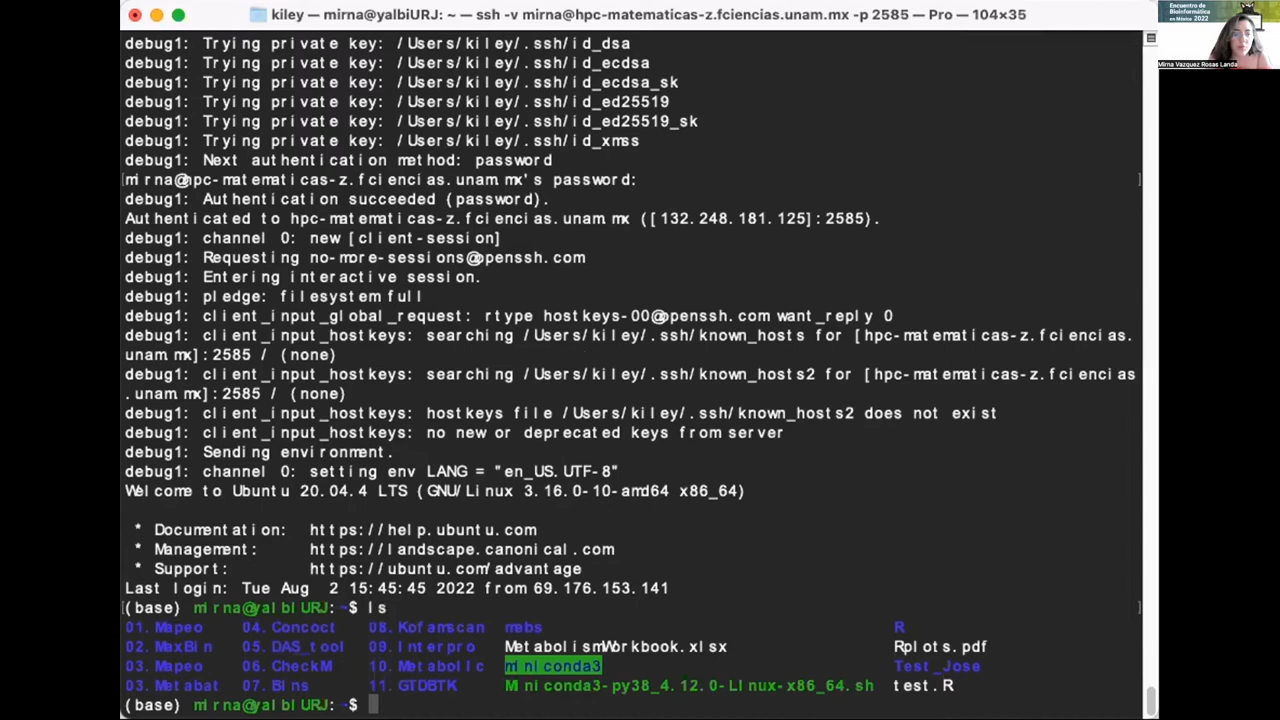 kiley — mirna@yalbiURJ: ~ — ssh -v mirna@hpc-matematicas-z.fciencias.unam.mx -p 2585 — Pro — 104×35
Encuentro de
Bioinformática
en México 2022
Mirna Vazquez Rosas Landa
debug1: Trying private key: /Users/kiley/.ssh/id_dsa
debug1: Trying private key: /Users/kiley/.ssh/id_ecdsa
debug1: Trying private key: /Users/kiley/.ssh/id_ecdsa_sk
debug1: Trying private key: /Users/kiley/.ssh/id_ed25519
debug1: Trying private key: /Users/kiley/.ssh/id_ed25519_sk
debug1: Trying private key: /Users/kiley/.ssh/id_xmss
debug1: Next authentication method: password
[mirna@hpc-matematicas-z.fciencias.unam.mx's password: ]
debug1: Authentication succeeded (password).
Authenticated to hpc-matematicas-z.fciencias.unam.mx ([132.248.181.125]:2585).
debug1: channel 0: new [client-session]
debug1: Requesting no-more-sessions@openssh.com
debug1: Entering interactive session.
debug1: pledge: filesystem full
debug1: client_input_global_request: rtype hostkeys-00@openssh.com want_reply 0
debug1: client_input_hostkeys: searching /Users/kiley/.ssh/known_hosts for [hpc-matematicas-z.fciencias.
unam.mx]:2585 / (none)
debug1: client_input_hostkeys: searching /Users/kiley/.ssh/known_hosts2 for [hpc-matematicas-z.fciencias
.unam.mx]:2585 / (none)
debug1: client_input_hostkeys: hostkeys file /Users/kiley/.ssh/known_hosts2 does not exist
debug1: client_input_hostkeys: no new or deprecated keys from server
debug1: Sending environment.
debug1: channel 0: setting env LANG = "en_US.UTF-8"
Welcome to Ubuntu 20.04.4 LTS (GNU/Linux 3.16.0-10-amd64 x86_64)
* Documentation: https://help.ubuntu.com
* Management: https://landscape.canonical.com
* Support: https://ubuntu.com/advantage
Last login: Tue Aug 2 15:45:45 2022 from 69.176.153.141
[(base) mirna@yalbiURJ:~$ ls ]
01.Mapeo 04.Concoct 08.Kofamscan mebs R
02.MaxBin 05.DAS_tool 09.Interpro MetabolismWorkbook.xlsx Rplots.pdf
03.Mapeo 06.CheckM 10.Metabolic miniconda3 Test_Jose
03.Metabat 07.Bins 11.GTDBTK Miniconda3-py38_4.12.0-Linux-x86_64.sh test.R
(base) mirna@yalbiURJ:~$